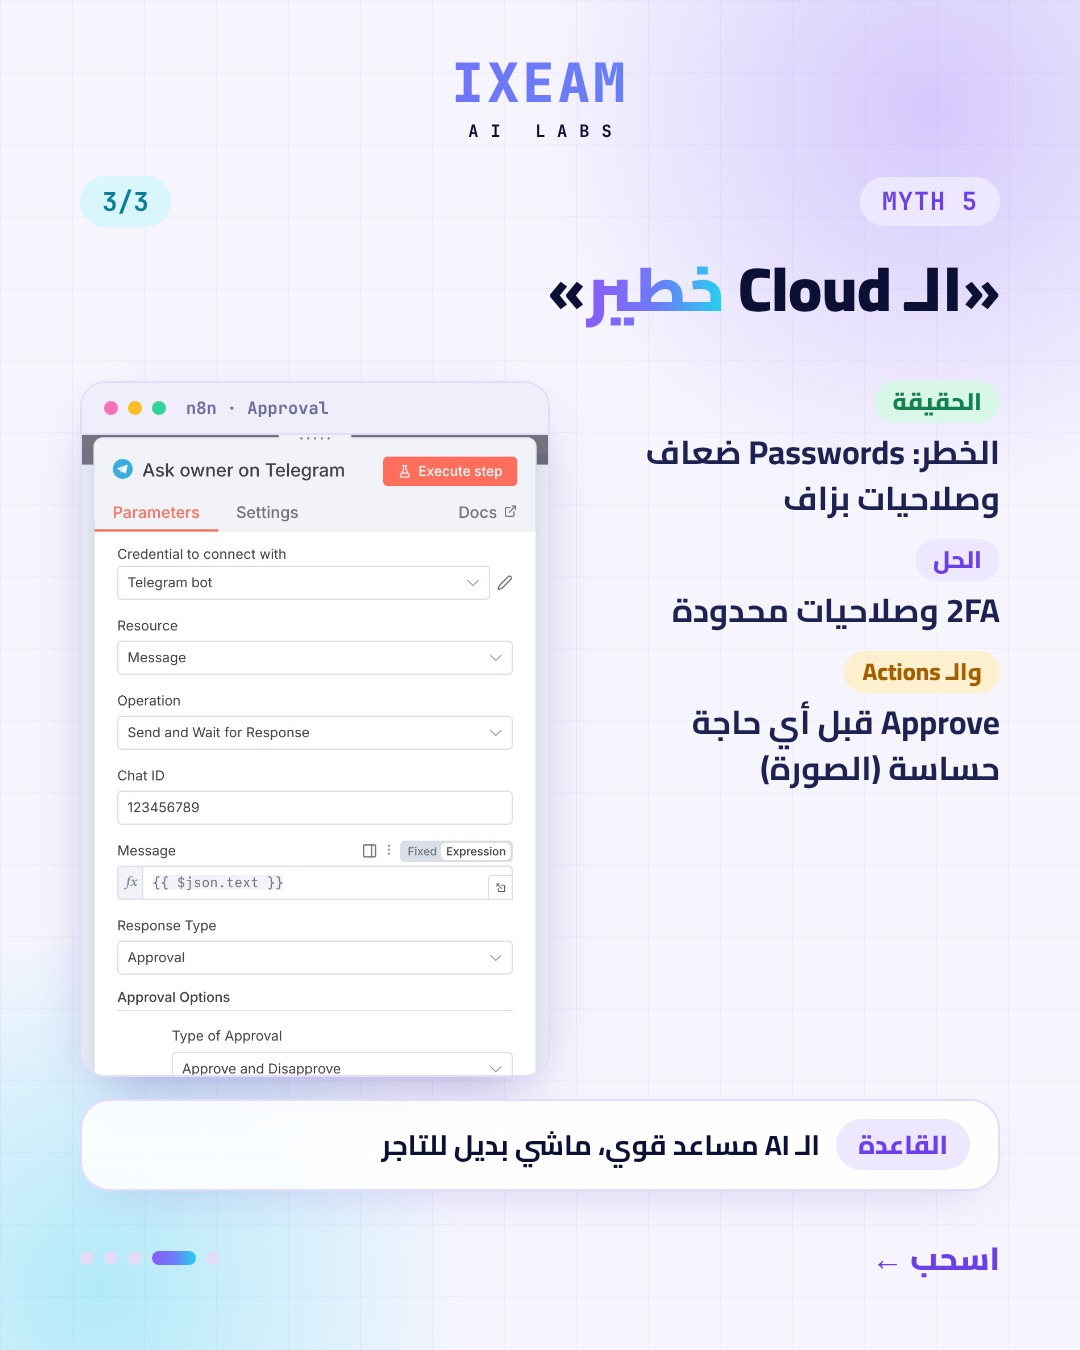 IXEAM
AI LABS
MYTH 5
3/3
«الـ Cloud خطير»
الحقيقة
الخطر: Passwords ضعاف
وصلاحيات بزاف
الحل
2FA وصلاحيات محدودة
والـ Actions
Approve قبل أي حاجة
حساسة (الصورة)
n8n · Approval
Ask owner on Telegram
Execute step
Parameters
Settings
Docs
Credential to connect with
Telegram bot
Resource
Message
Operation
Send and Wait for Response
Chat ID
123456789
Message
Fixed
Expression
fx
{{ $json.text }}
Response Type
Approval
Approval Options
Type of Approval
Approve and Disapprove
القاعدة
الـ AI مساعد قوي، ماشي بديل للتاجر
اسحب ←